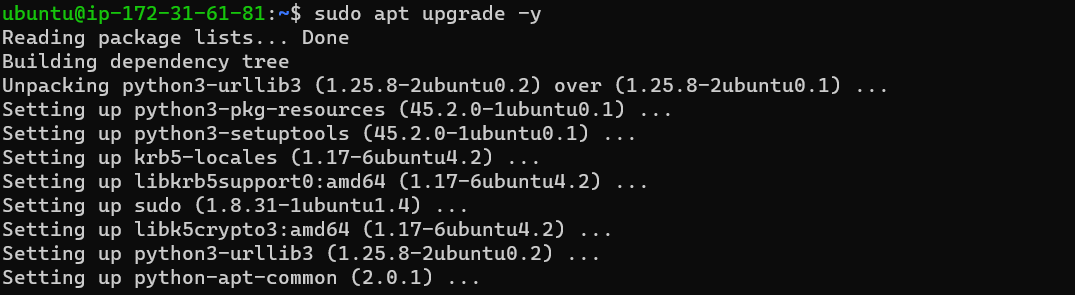 ubuntu@ip-172-31-61-81:~$ sudo apt upgrade -y
Reading package lists... Done
Building dependency tree
Unpacking python3-urllib3 (1.25.8-2ubuntu0.2) over (1.25.8-2ubuntu0.1) ...
Setting up python3-pkg-resources (45.2.0-1ubuntu0.1) ...
Setting up python3-setuptools (45.2.0-1ubuntu0.1) ...
Setting up krb5-locales (1.17-6ubuntu4.2) ...
Setting up libkrb5support0:amd64 (1.17-6ubuntu4.2) ...
Setting up sudo (1.8.31-1ubuntu1.4) ...
Setting up libk5crypto3:amd64 (1.17-6ubuntu4.2) ...
Setting up python3-urllib3 (1.25.8-2ubuntu0.2) ...
Setting up python-apt-common (2.0.1) ...